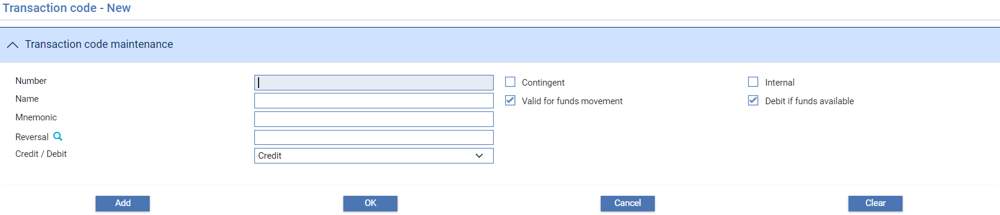 Transaction code - New
Transaction code maintenance
Number
Contingent
Internal
Name
Valid for funds movement
Debit if funds available
Mnemonic
Reversal
Credit / Debit
Credit
Add
OK
Cancel
Clear